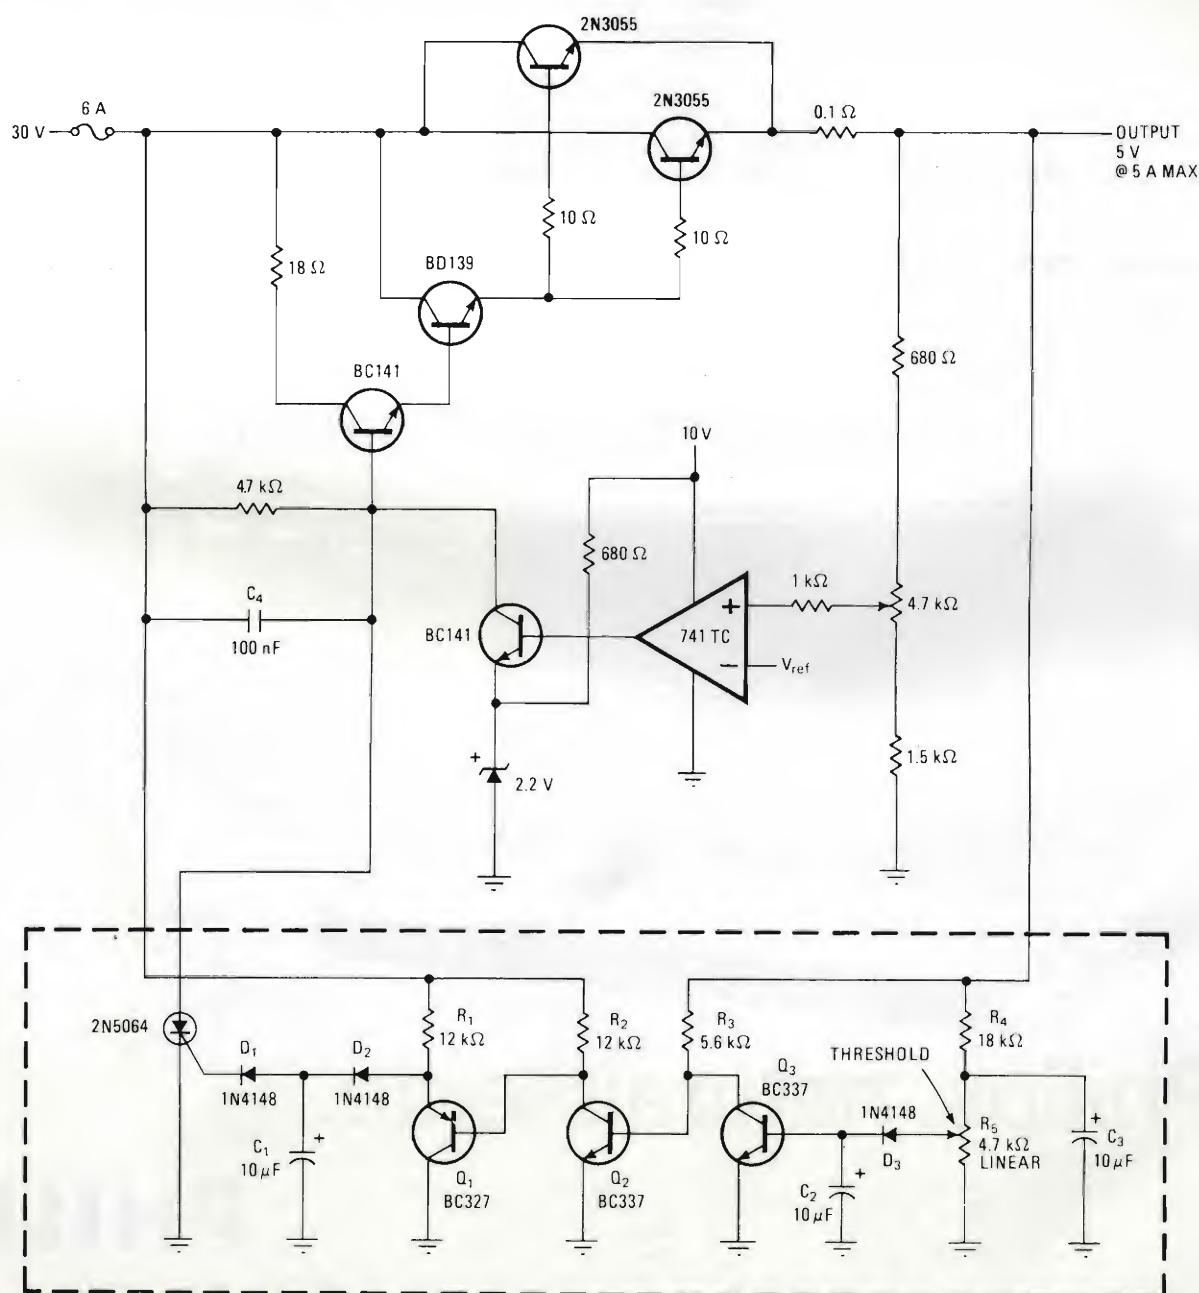 2N3055
6 A
30 V
2N3055
0.1 Ω
OUTPUT
5 V
@ 5 A MAX
10 Ω
10 Ω
18 Ω
BD139
680 Ω
BC141
10 V
4.7 kΩ
680 Ω
1 kΩ
+
4.7 kΩ
C4
100 nF
BC141
741 TC
−
Vref
+
2.2 V
1.5 kΩ
2N5064
R1
12 kΩ
R2
12 kΩ
R3
5.6 kΩ
R4
18 kΩ
D1
1N4148
D2
1N4148
Q3
BC337
THRESHOLD
1N4148
D3
R5
4.7 kΩ
LINEAR
+
C3
10 µF
C1
10 µF
+
Q1
BC327
Q2
BC337
C2
10 µF
+